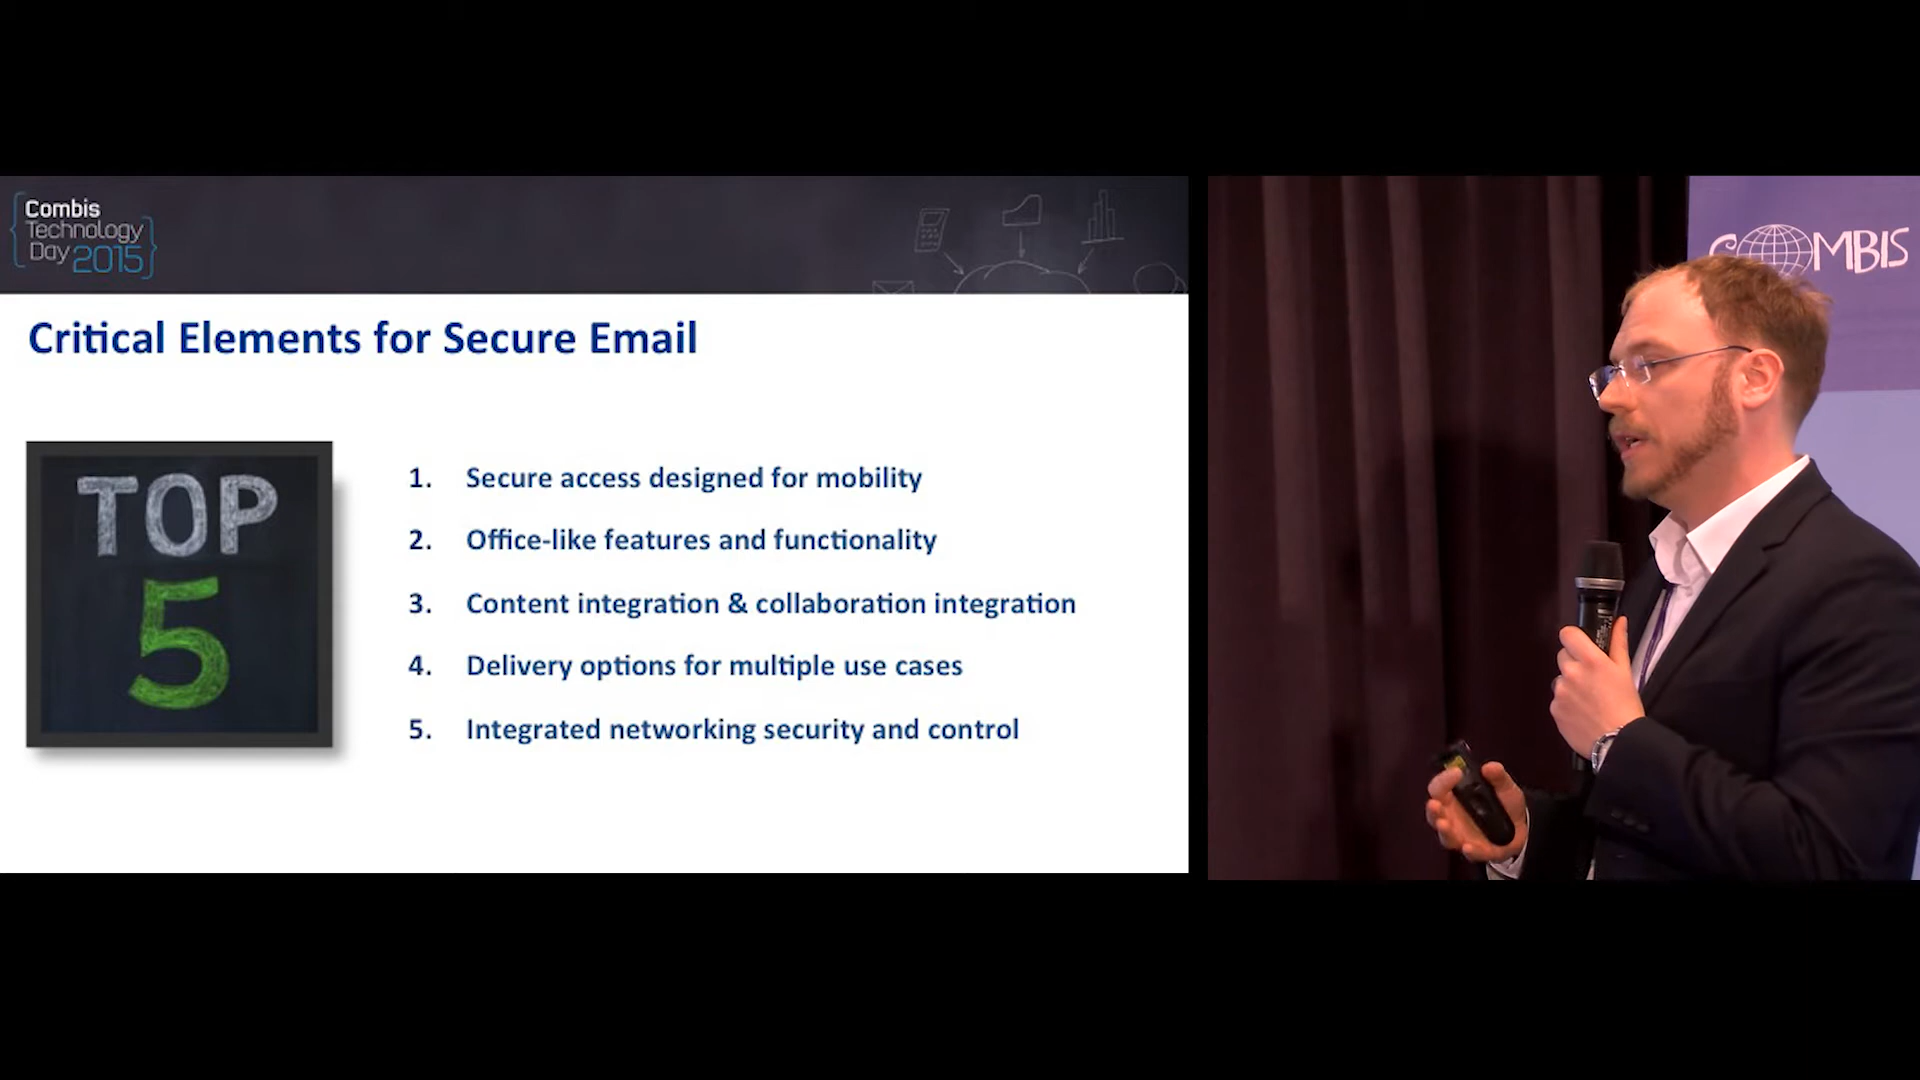 Combis
Technology
Day 2015
Critical Elements for Secure Email
TOP
5
1. Secure access designed for mobility
2. Office-like features and functionality
3. Content integration & collaboration integration
4. Delivery options for multiple use cases
5. Integrated networking security and control
COMBIS